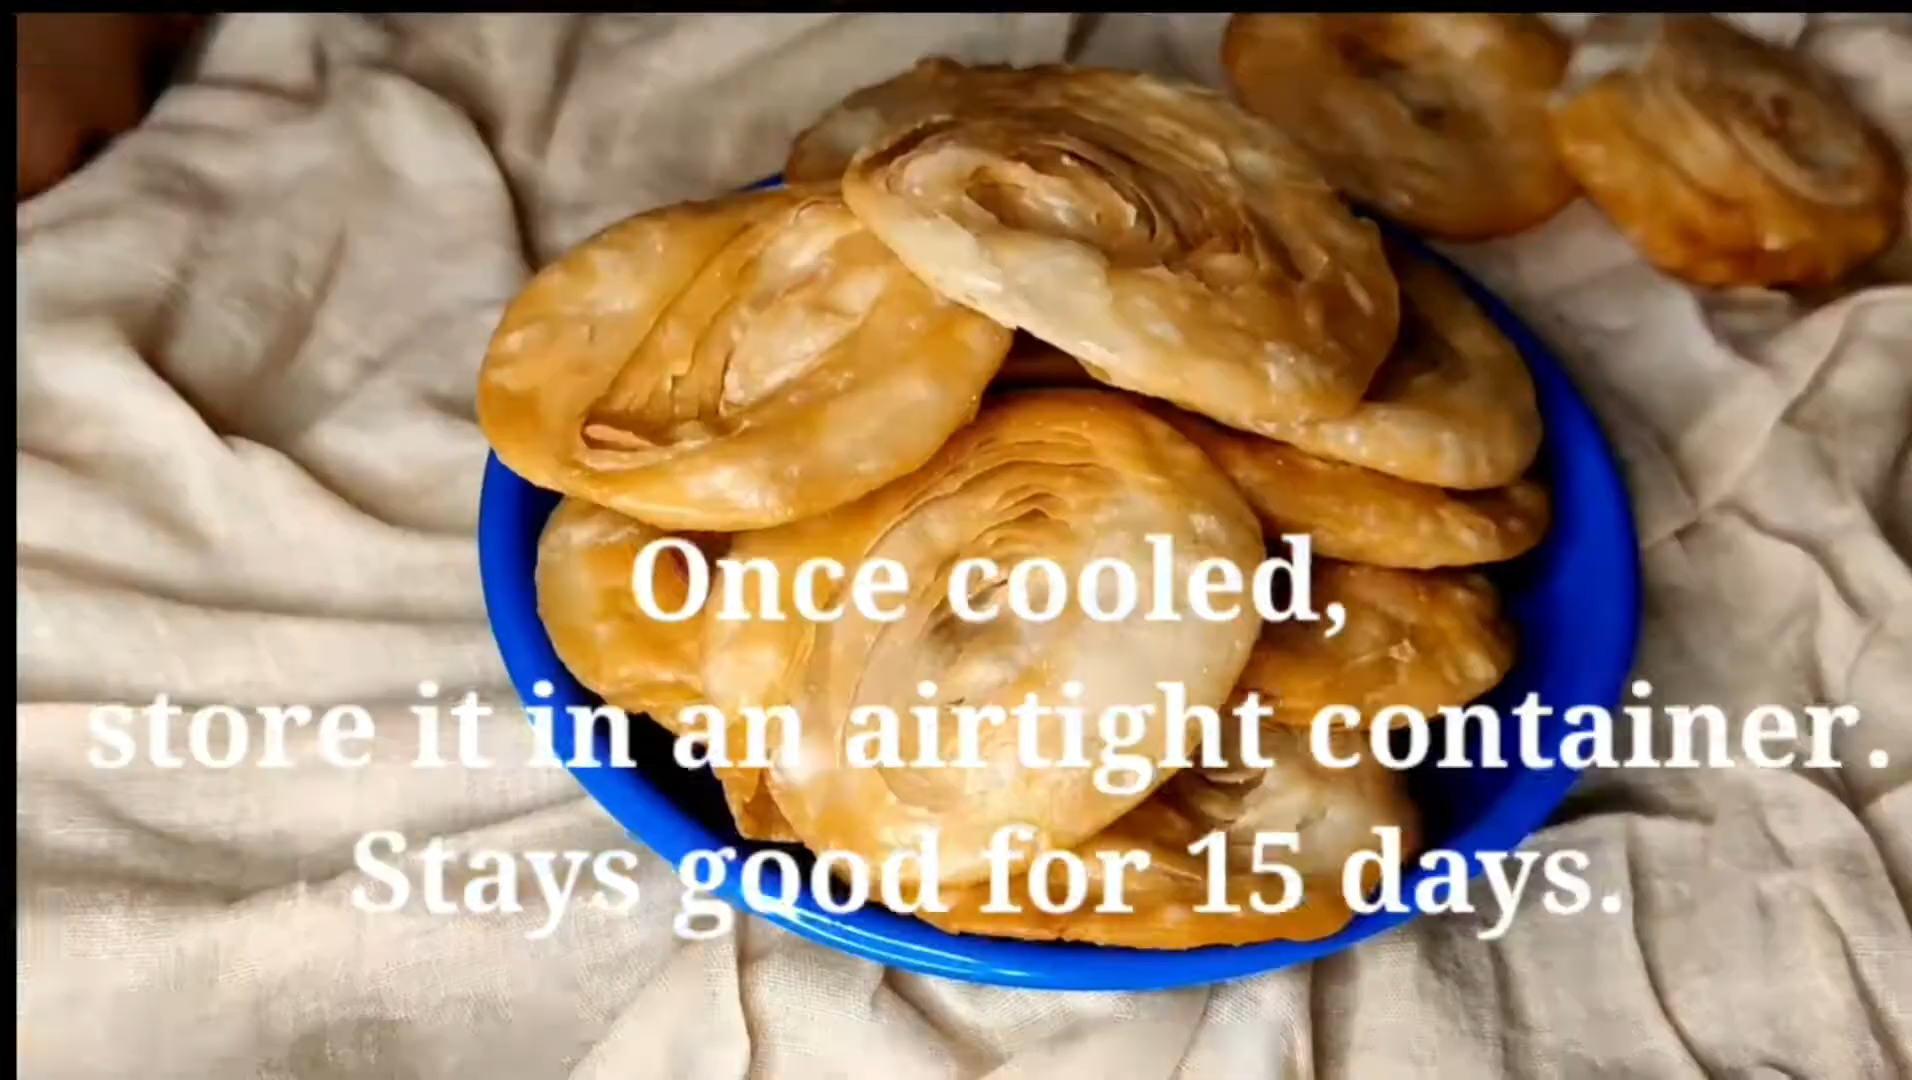 Once cooled,
store it in an airtight container.
Stays good for 15 days.